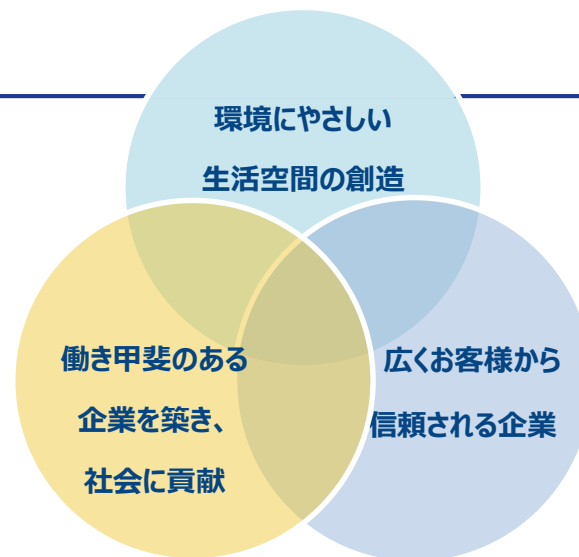 環境にやさしい
生活空間の創造
働き甲斐のある
企業を築き、
社会に貢献
広くお客様から
信頼される企業